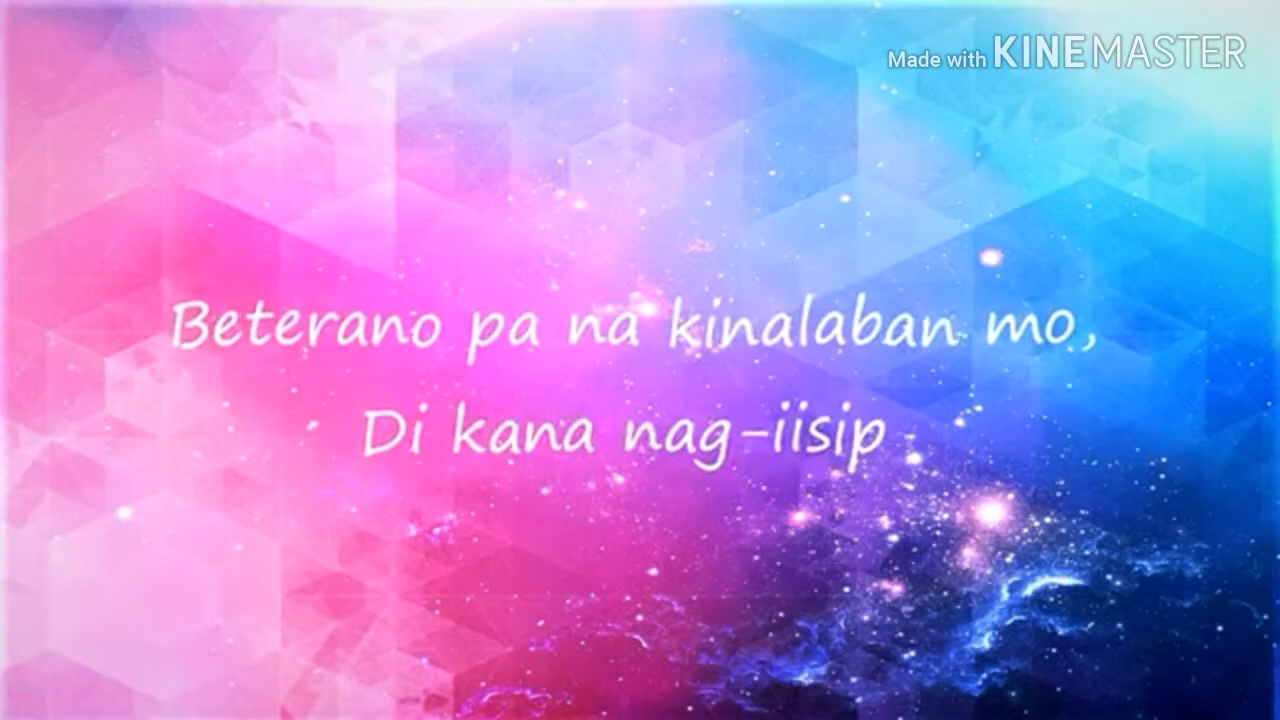 Made with KINEMASTER
Beterano pa na kinalaban mo,
Di kana nag-iisip